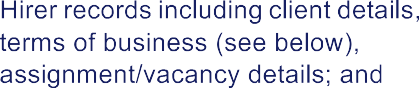 Hirer records including client details,
terms of business (see below),
assignment/vacancy details; and